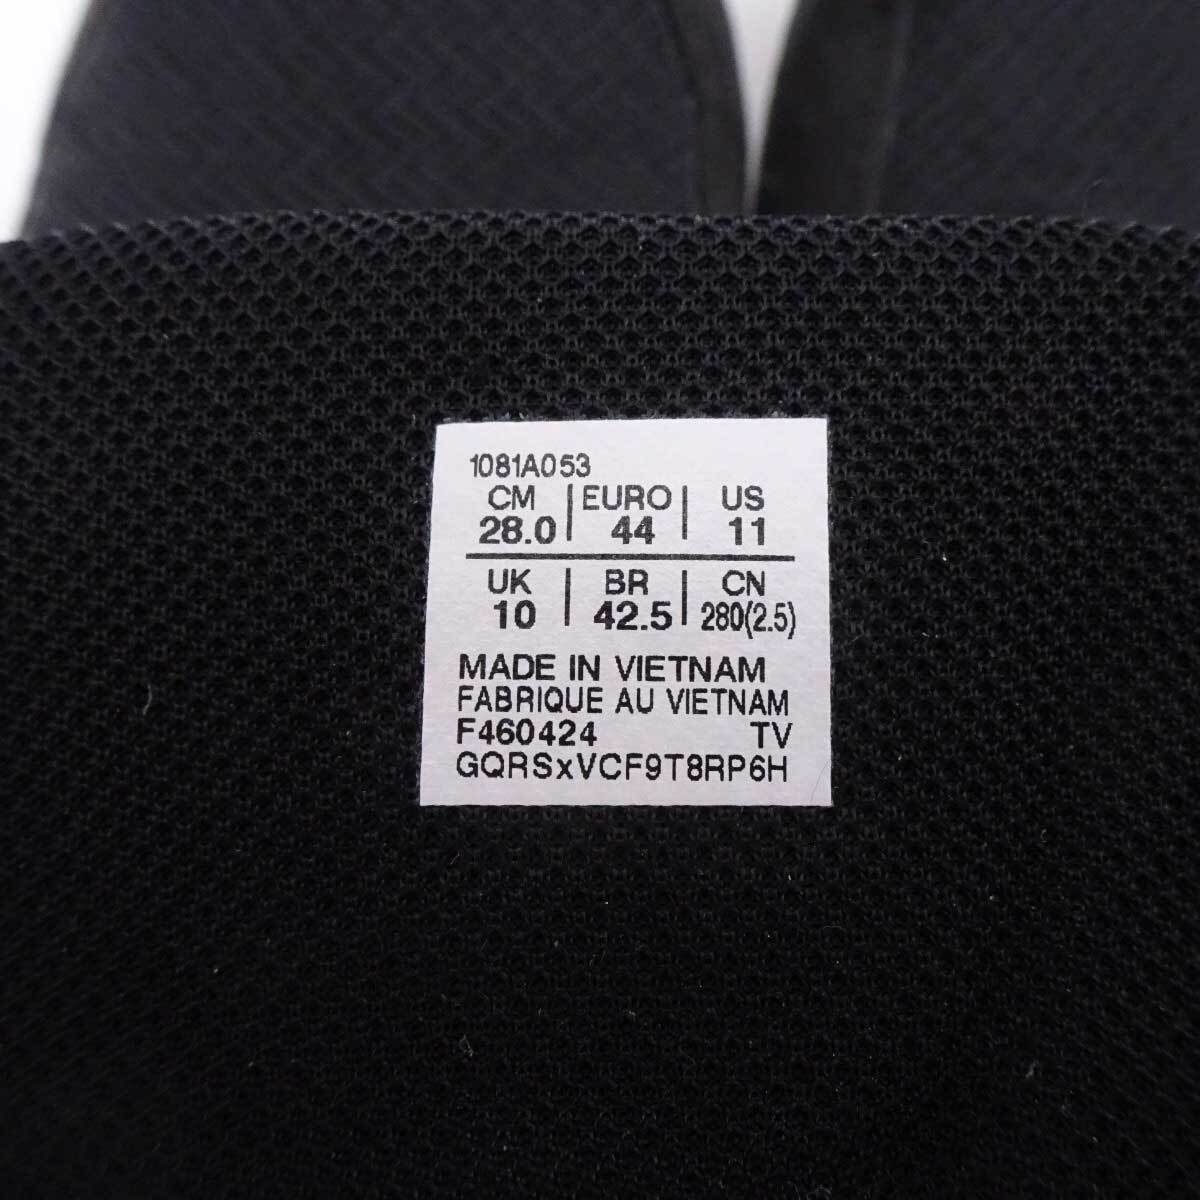 1081A053
CM | EURO | US
28.0 | 44 | 11
UK | BR | CN
10 | 42.5 | 280(2.5)
MADE IN VIETNAM
FABRIQUE AU VIETNAM
F460424 TV
GQRSxVCF9T8RP6H